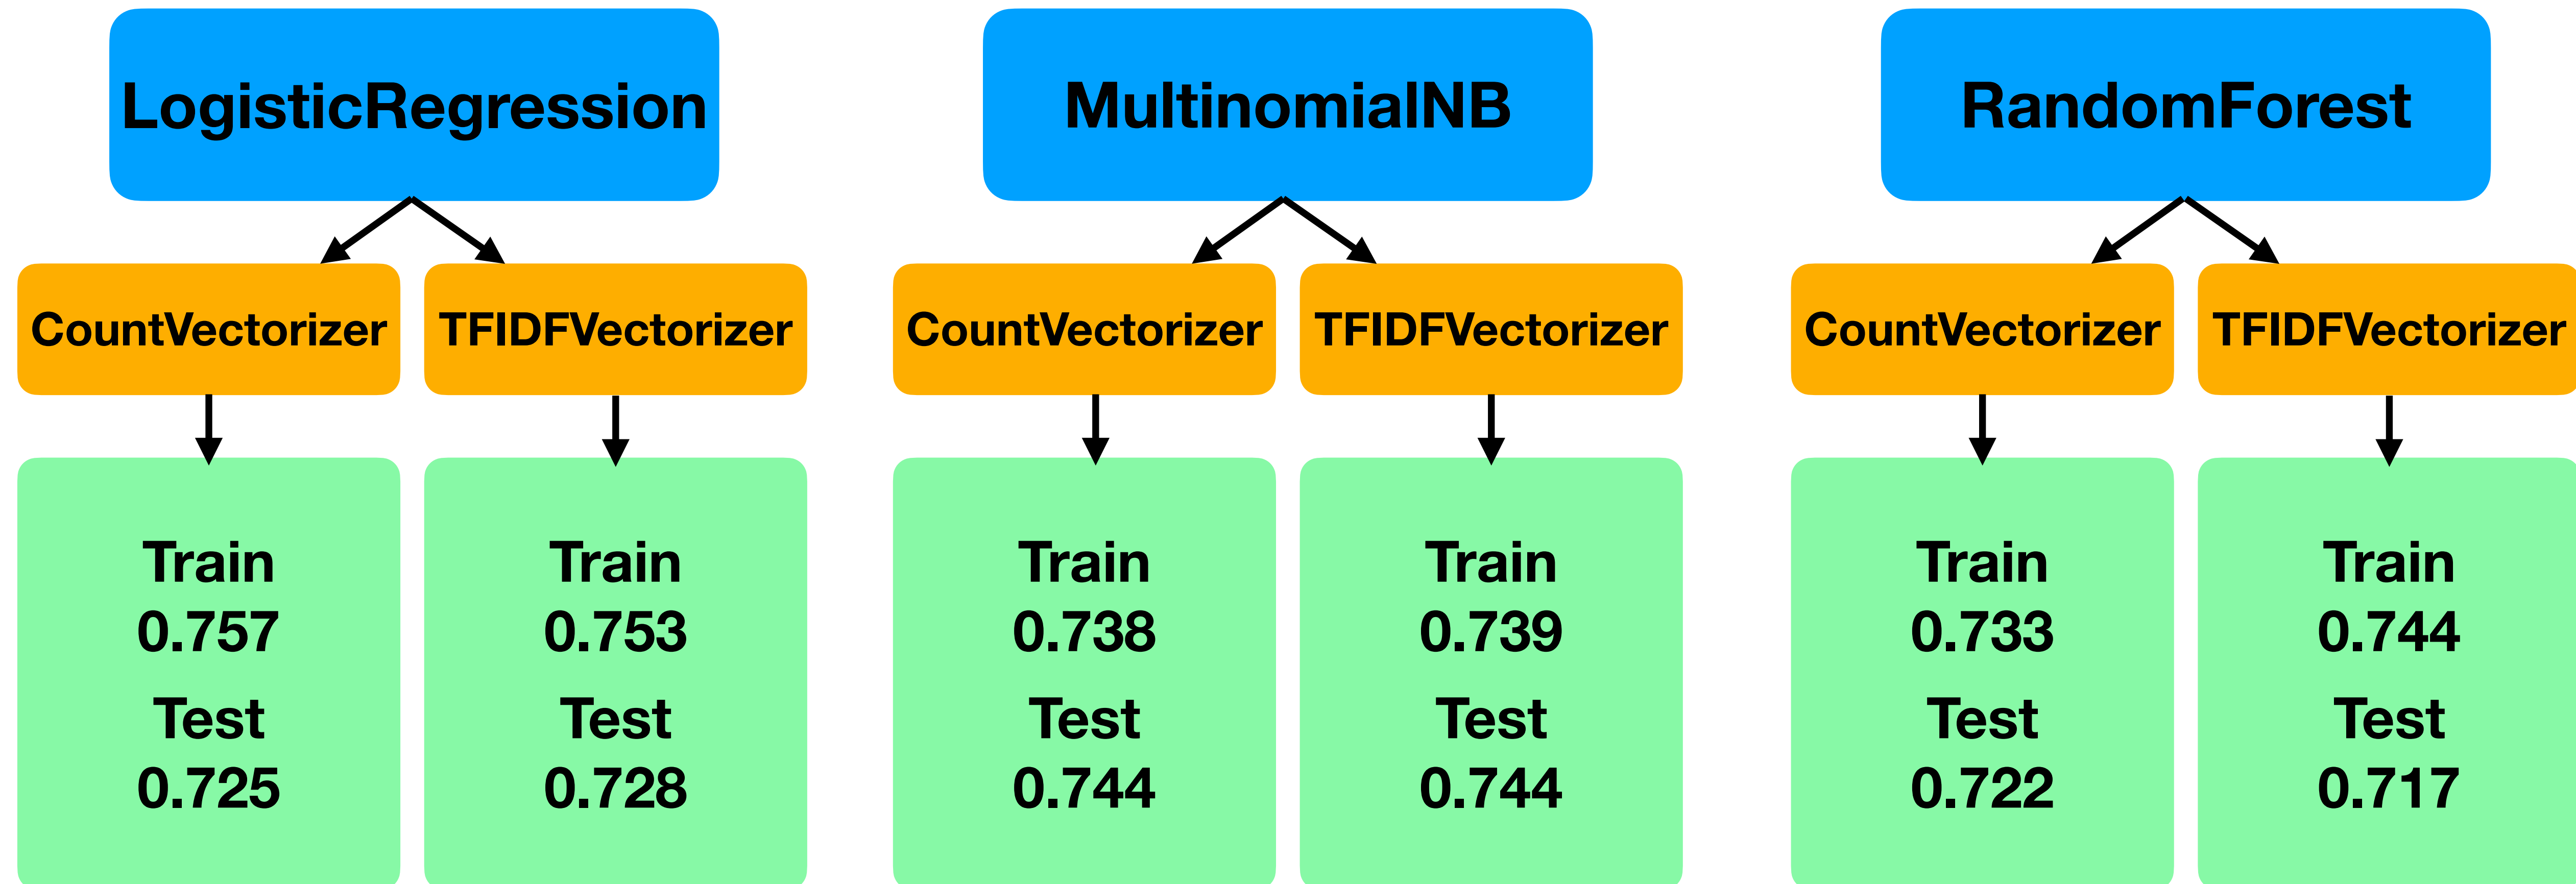 LogisticRegression
MultinomialNB
RandomForest
CountVectorizer
TFIDFVectorizer
CountVectorizer
TFIDFVectorizer
CountVectorizer
TFIDFVectorizer
Train
0.757
Test
0.725
Train
0.753
Test
0.728
Train
0.738
Test
0.744
Train
0.739
Test
0.744
Train
0.733
Test
0.722
Train
0.744
Test
0.717